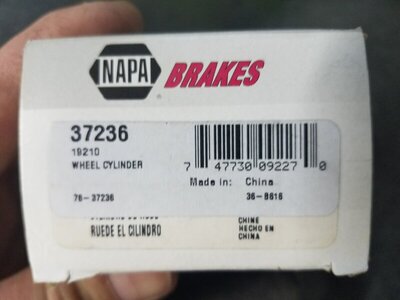 NAPA BRAKES
37236
19210
WHEEL CYLINDER
7 47730 09227 0
Made in: China
76-37236
36-8616
RUEDE EL CILINDRO
CHINE
HECHO EN
CHINA